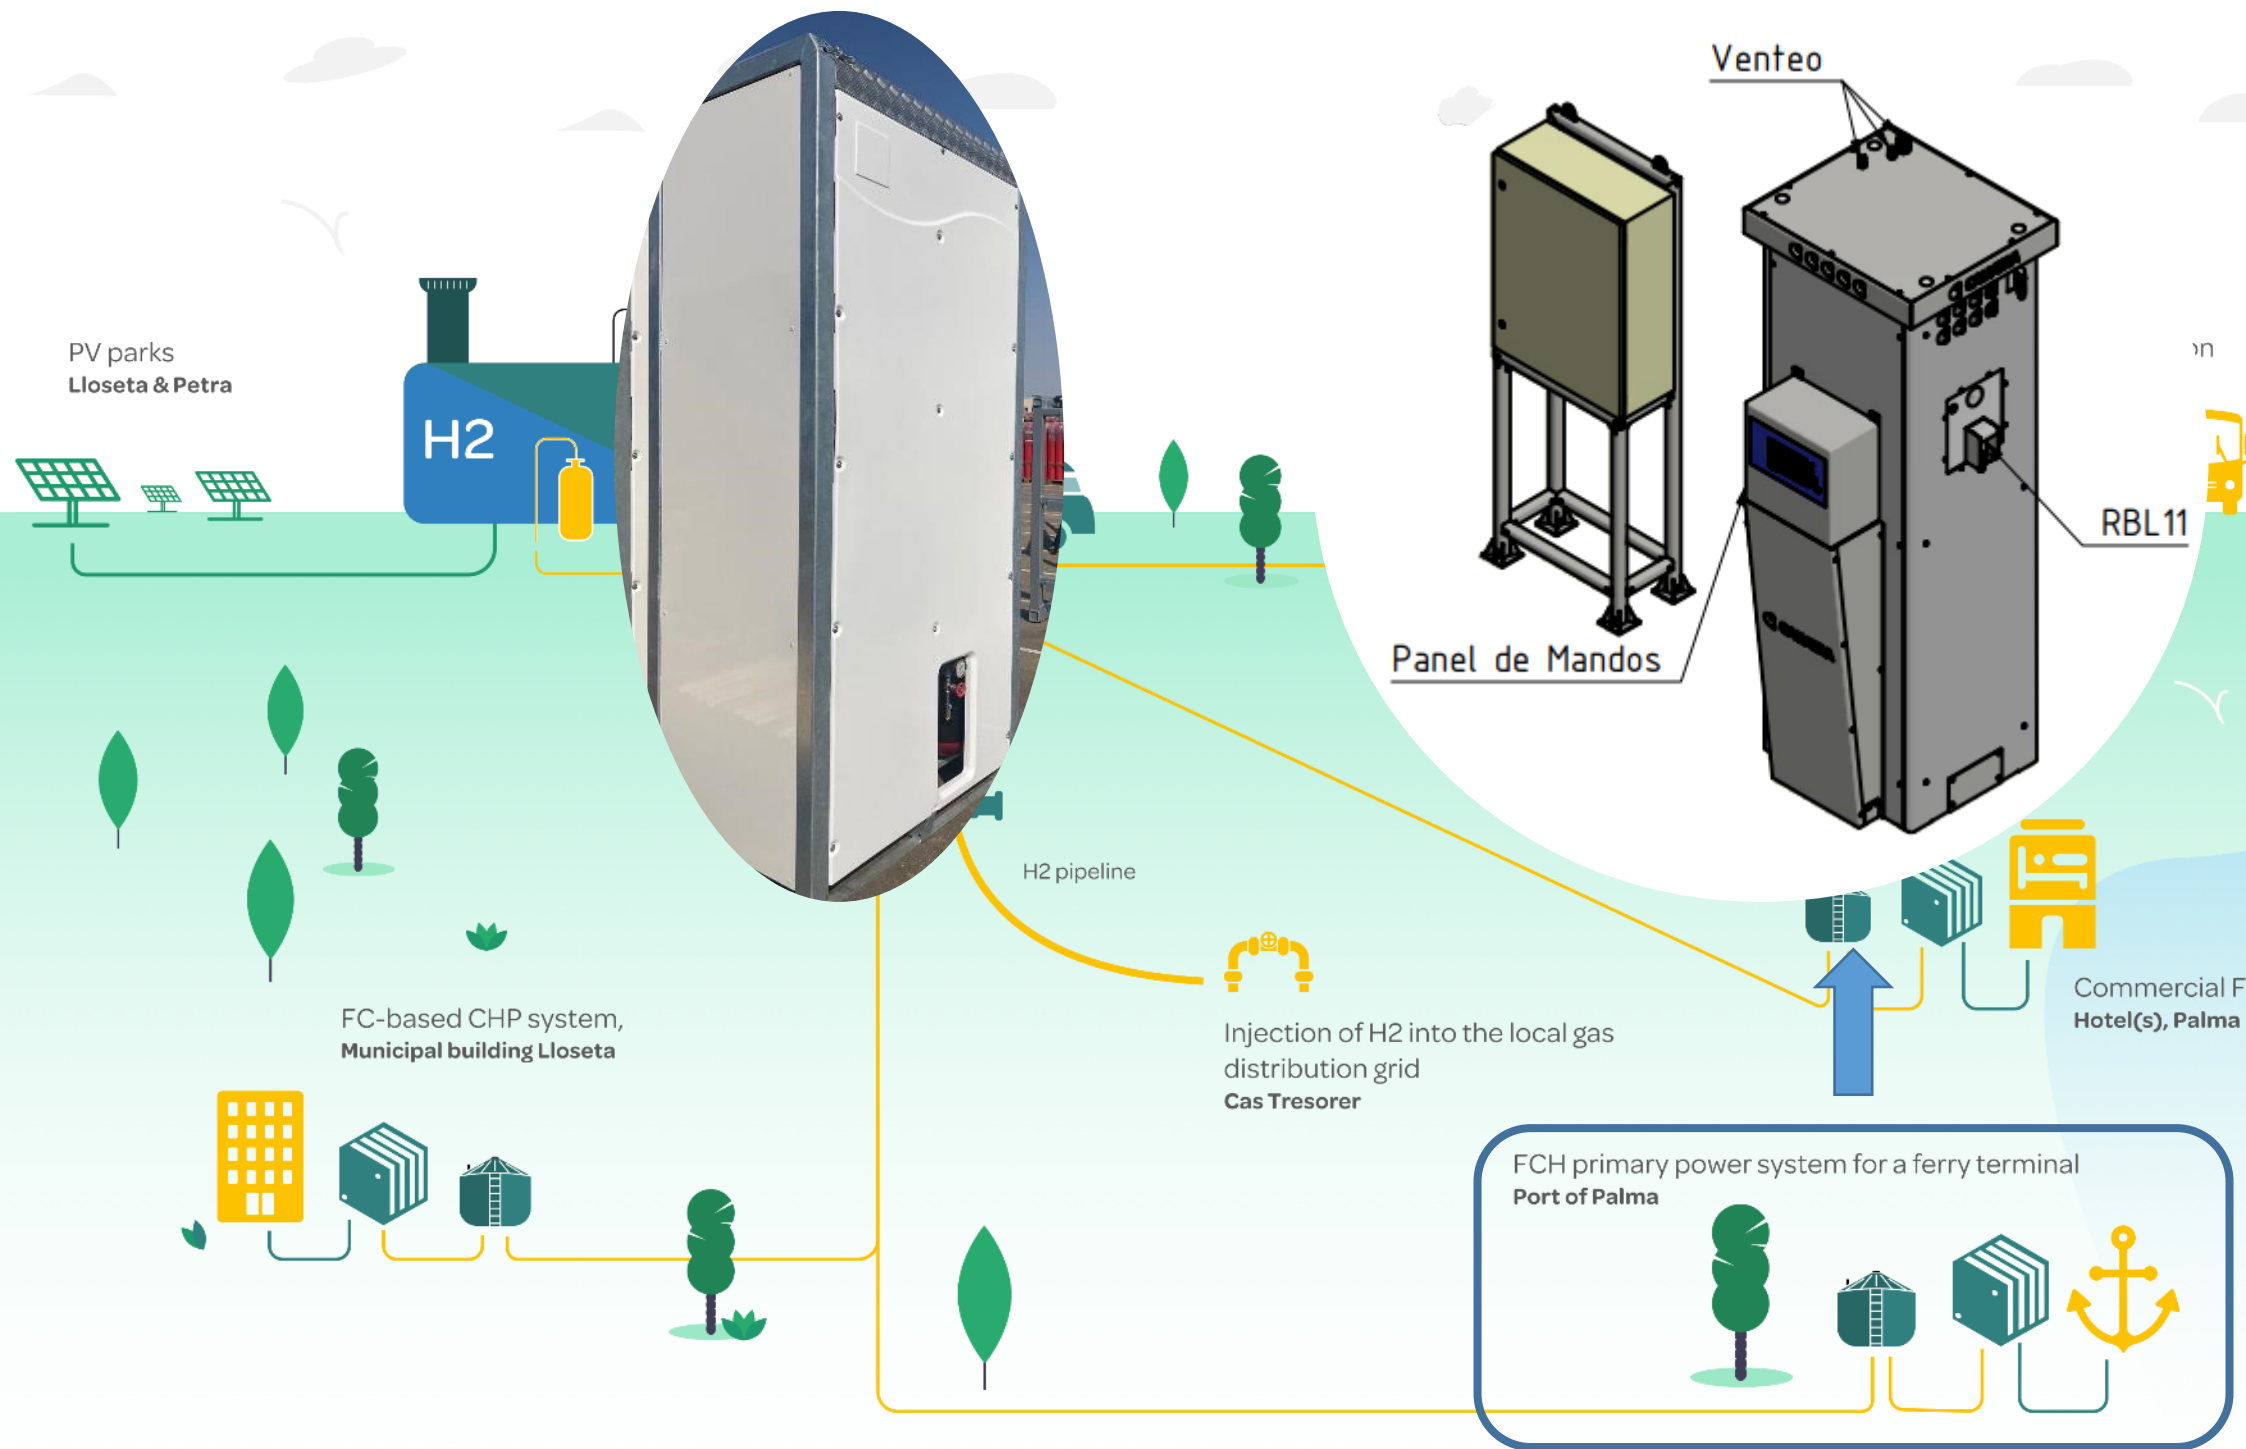 Venteo
PV parks
Lloseta & Petra
H2
RBL11
Panel de Mandos
H2 pipeline
Commercial F
Hotel(s), Palma
FC-based CHP system,
Municipal building Lloseta
Injection of H2 into the local gas
distribution grid
Cas Tresorer
FCH primary power system for a ferry terminal
Port of Palma